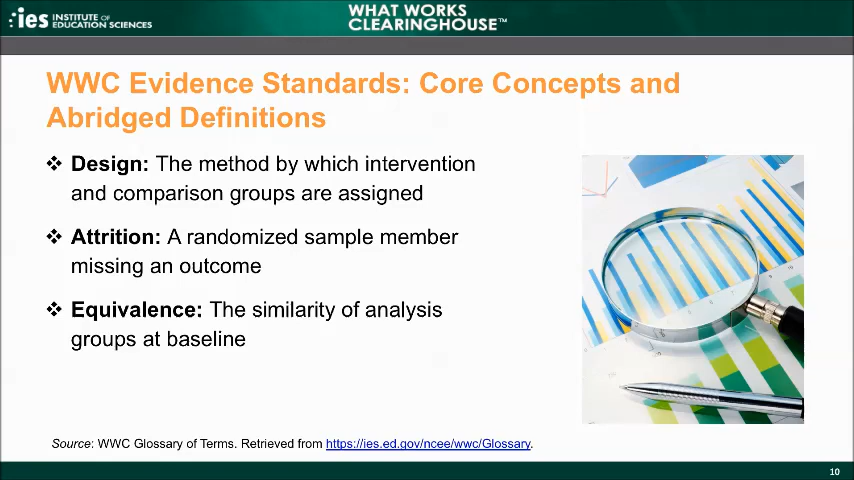 ies INSTITUTE OF
EDUCATION SCIENCES
WHAT WORKS
CLEARINGHOUSE™
WWC Evidence Standards: Core Concepts and
Abridged Definitions
❖ Design: The method by which intervention
and comparison groups are assigned
❖ Attrition: A randomized sample member
missing an outcome
❖ Equivalence: The similarity of analysis
groups at baseline
Source: WWC Glossary of Terms. Retrieved from https://ies.ed.gov/ncee/wwc/Glossary.
10